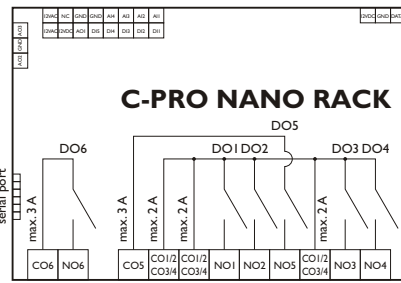 12VAC NC GND GND AI4 AI3 AI2 AI1
12VAC 12VDC AO1 DI5 DI4 DI3 DI2 DI1
12VDC GND DATA
AO3
GND
AO2
C-PRO NANO RACK
DO5
DO6 DO1 DO2 DO3 DO4
serial port
max. 3 A max. 3 A max. 2 A max. 2 A max. 2 A
CO6 NO6 CO5 CO1/2 CO3/4 CO1/2 CO3/4 NO1 NO2 NO5 CO1/2 CO3/4 NO3 NO4